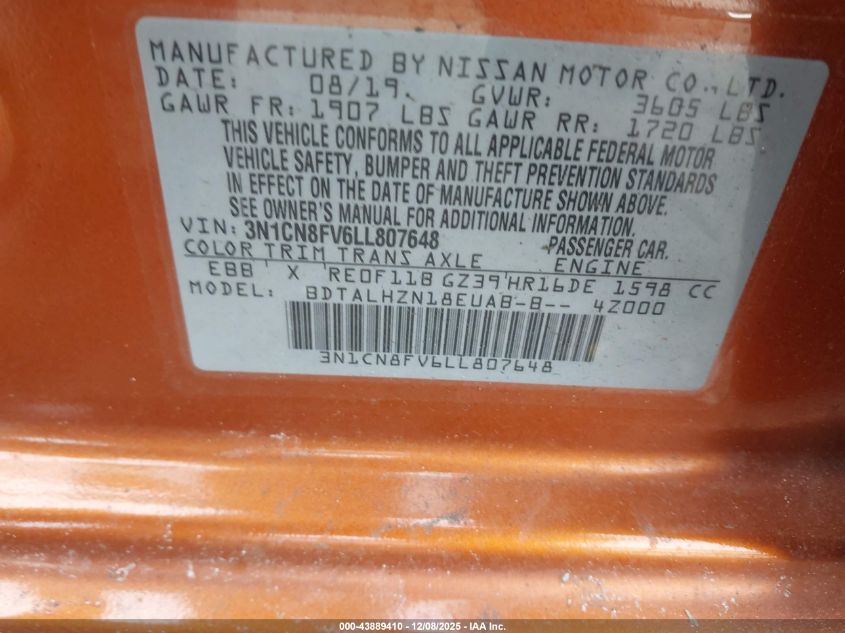 MANUFACTURED BY NISSAN MOTOR CO., LTD.
DATE: 08/19. GVWR: 3605 LBS
GAWR FR: 1907 LBS GAWR RR: 1720 LBS
THIS VEHICLE CONFORMS TO ALL APPLICABLE FEDERAL MOTOR
VEHICLE SAFETY, BUMPER AND THEFT PREVENTION STANDARDS
IN EFFECT ON THE DATE OF MANUFACTURE SHOWN ABOVE.
SEE OWNER'S MANUAL FOR ADDITIONAL INFORMATION.
VIN: 3N1CN8FV6LL807648 PASSENGER CAR.
COLOR TRIM TRANS AXLE ENGINE
EBB ' X 'RE0F11B GZ39'HR16DE 1598 CC
MODEL: BDTALHZN18EUAB-B-- 4Z000
3N1CN8FV6LL807648
000-43889410 • 12/08/2025 - IAA Inc.